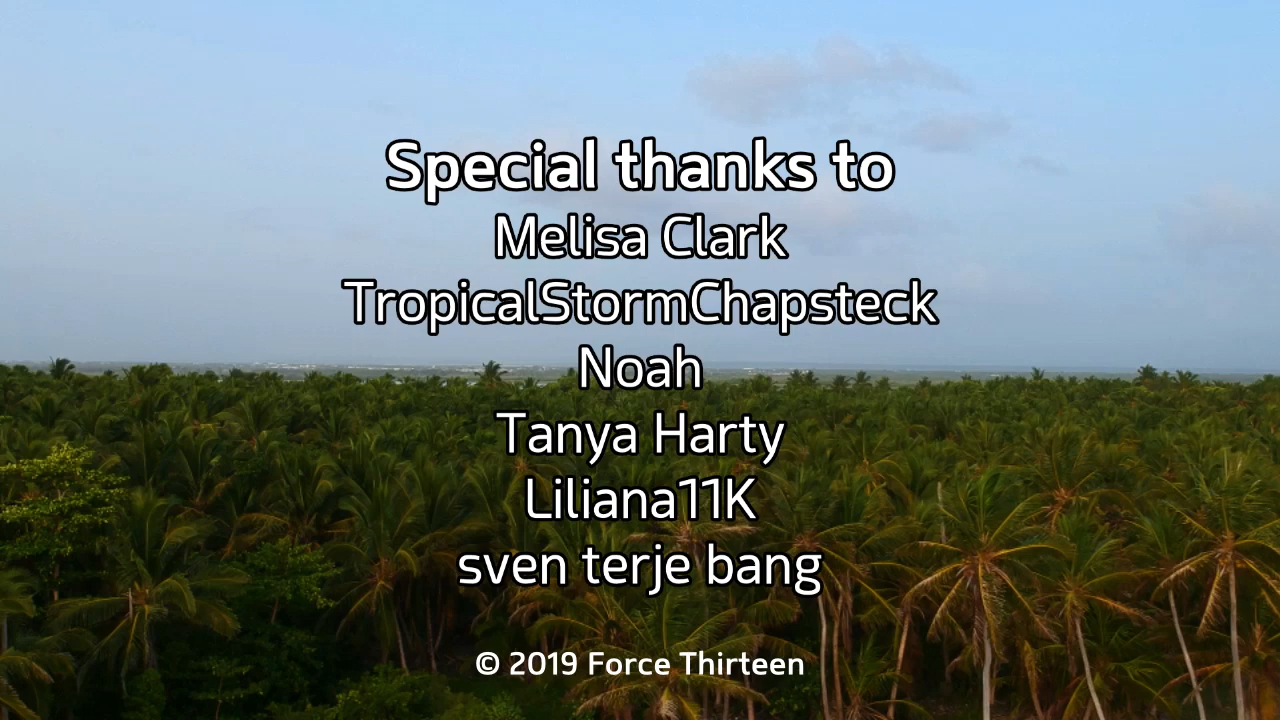 Special thanks to
Melisa Clark
TropicalStormChapsteck
Noah
Tanya Harty
Liliana11K
sven terje bang
© 2019 Force Thirteen